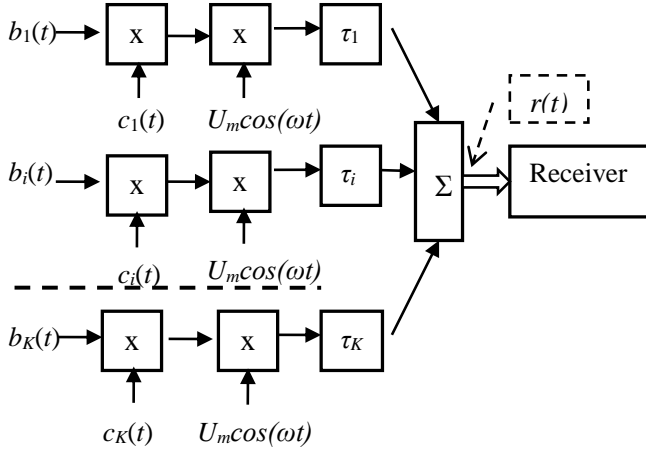 b1(t) x x τ1
c1(t) Umcos(ωt)
r(t)
bi(t) x x τi Σ Receiver
ci(t) Umcos(ωt)
bK(t) x x τK
cK(t) Umcos(ωt)